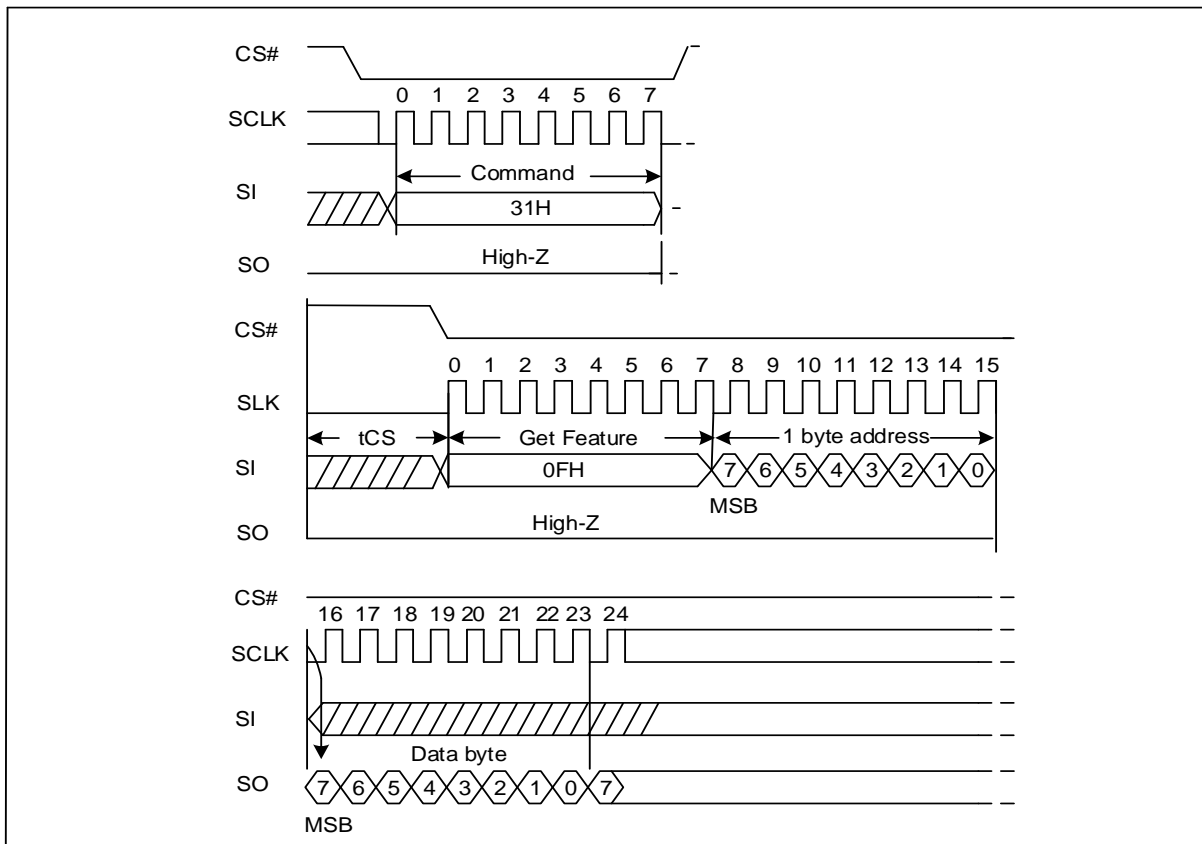 CS#
0 1 2 3 4 5 6 7
SCLK
Command
SI
31H
High-Z
SO
CS#
0 1 2 3 4 5 6 7 8 9 10 11 12 13 14 15
SLK
tCS Get Feature 1 byte address
SI
0FH 7 6 5 4 3 2 1 0
MSB
High-Z
SO
CS#
16 17 18 19 20 21 22 23 24
SCLK
SI
Data byte
SO
7 6 5 4 3 2 1 0 7
MSB